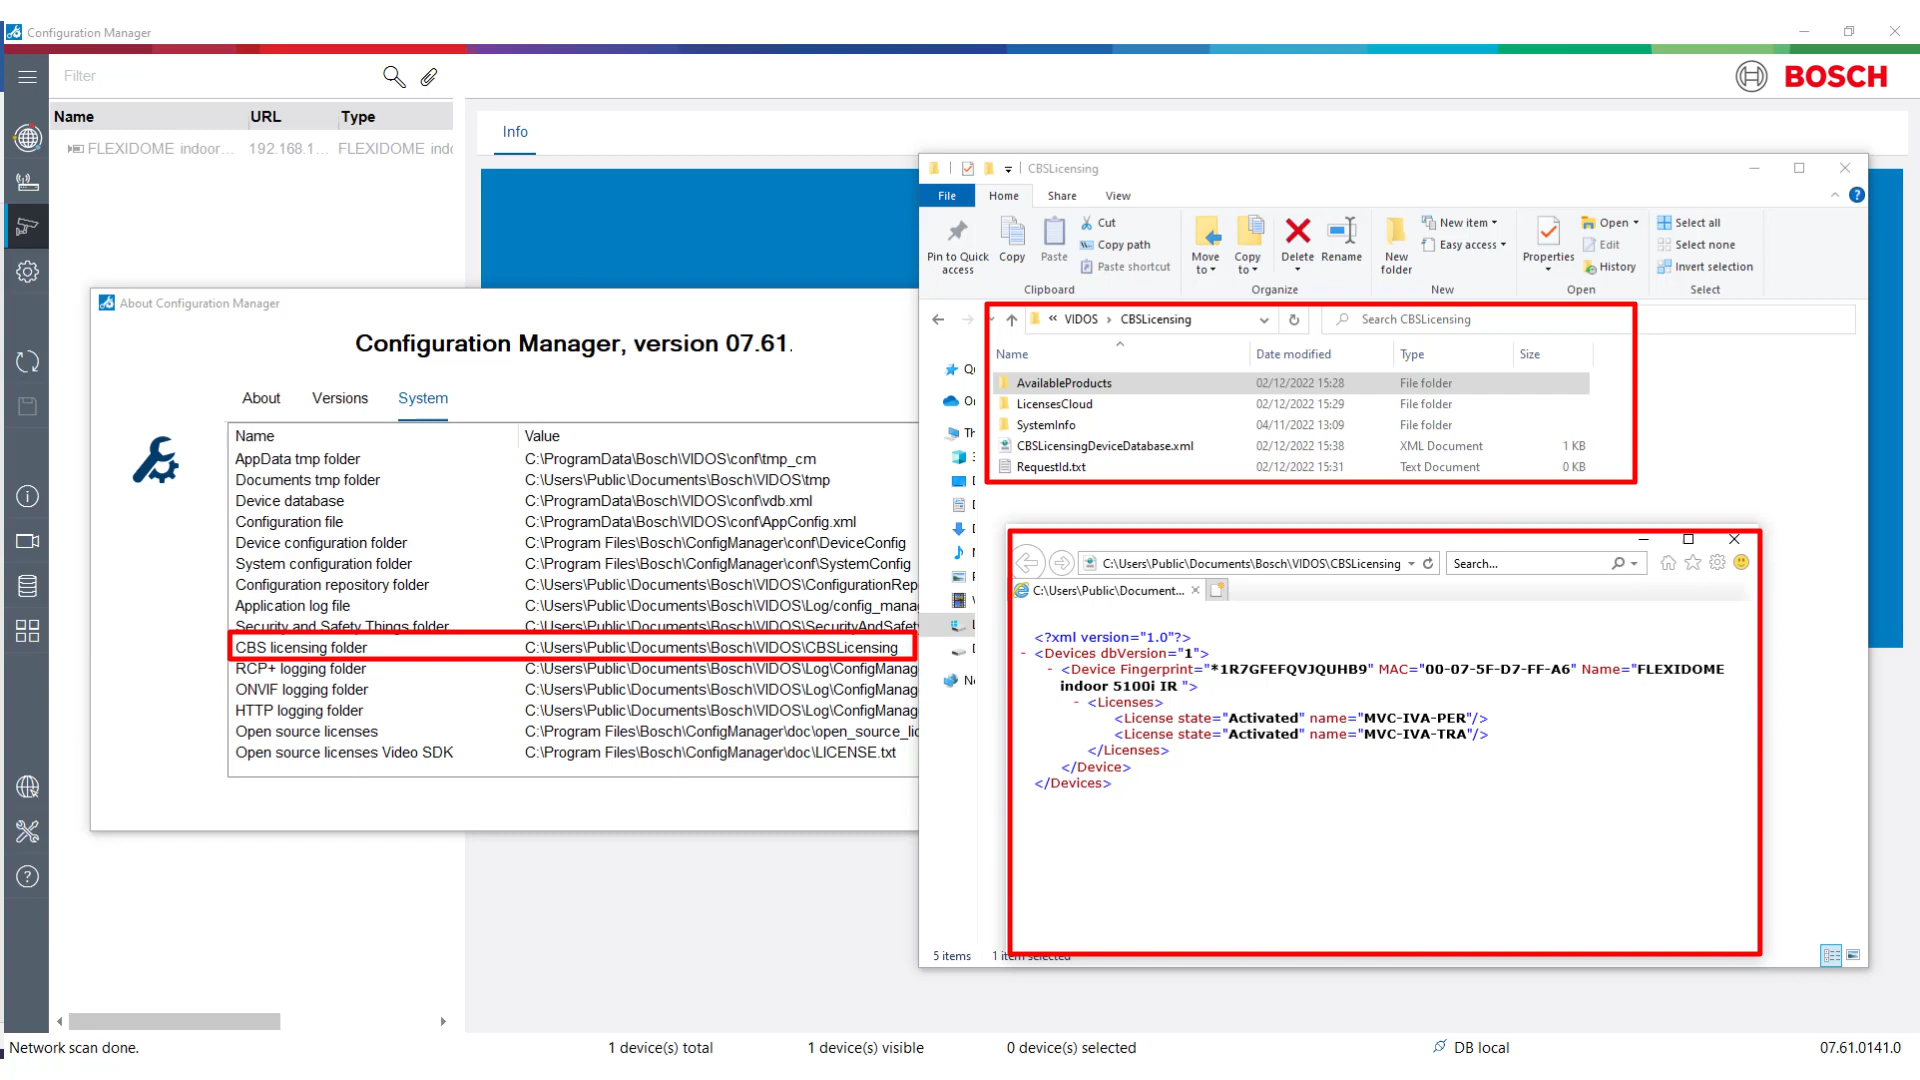 Configuration Manager
Filter
BOSCH
Name URL Type
FLEXIDOME indoor... 192.168.1... FLEXIDOME indo
Info
CBSLicensing
File Home Share View
Pin to Quick access
Copy
Paste
Cut
Copy path
Paste shortcut
Clipboard
Move to
Copy to
Delete
Rename
Organize
New folder
New item
Easy access
New
Properties
Open
Edit
History
Open
Select all
Select none
Invert selection
Select
« VIDOS › CBSLicensing
Search CBSLicensing
Name Date modified Type Size
AvailableProducts 02/12/2022 15:28 File folder
LicensesCloud 02/12/2022 15:29 File folder
SystemInfo 04/11/2022 13:09 File folder
CBSLicensingDeviceDatabase.xml 02/12/2022 15:38 XML Document 1 KB
RequestId.txt 02/12/2022 15:31 Text Document 0 KB
5 items
1 item selected
About Configuration Manager
Configuration Manager, version 07.61.
About Versions System
Name Value
AppData tmp folder C:\ProgramData\Bosch\VIDOS\conf\tmp_cm
Documents tmp folder C:\Users\Public\Documents\Bosch\VIDOS\tmp
Device database C:\ProgramData\Bosch\VIDOS\conf\vdb.xml
Configuration file C:\ProgramData\Bosch\VIDOS\conf\AppConfig.xml
Device configuration folder C:\Program Files\Bosch\ConfigManager\conf\DeviceConfig
System configuration folder C:\Program Files\Bosch\ConfigManager\conf\SystemConfig
Configuration repository folder C:\Users\Public\Documents\Bosch\VIDOS\ConfigurationRep
Application log file C:\Users\Public\Documents\Bosch\VIDOS\Log/config_mana
Security and Safety Things folder C:\Users\Public\Documents\Bosch\VIDOS\SecurityAndSafet
CBS licensing folder C:\Users\Public\Documents\Bosch\VIDOS\CBSLicensing
RCP+ logging folder C:\Users\Public\Documents\Bosch\VIDOS\Log\ConfigManag
ONVIF logging folder C:\Users\Public\Documents\Bosch\VIDOS\Log\ConfigManag
HTTP logging folder C:\Users\Public\Documents\Bosch\VIDOS\Log\ConfigManag
Open source licenses C:\Program Files\Bosch\ConfigManager\doc\open_source_lic
Open source licenses Video SDK C:\Program Files\Bosch\ConfigManager\doc\LICENSE.txt
C:\Users\Public\Documents\Bosch\VIDOS\CBSLicensing
Search...
C:\Users\Public\Document...
<?xml version="1.0"?>
- <Devices dbVersion="1">
- <Device Fingerprint="*1R7GFEFQVJQUHB9" MAC="00-07-5F-D7-FF-A6" Name="FLEXIDOME
indoor 5100i IR ">
- <Licenses>
<License state="Activated" name="MVC-IVA-PER"/>
<License state="Activated" name="MVC-IVA-TRA"/>
</Licenses>
</Device>
</Devices>
Network scan done.
1 device(s) total
1 device(s) visible
0 device(s) selected
DB local
07.61.0141.0